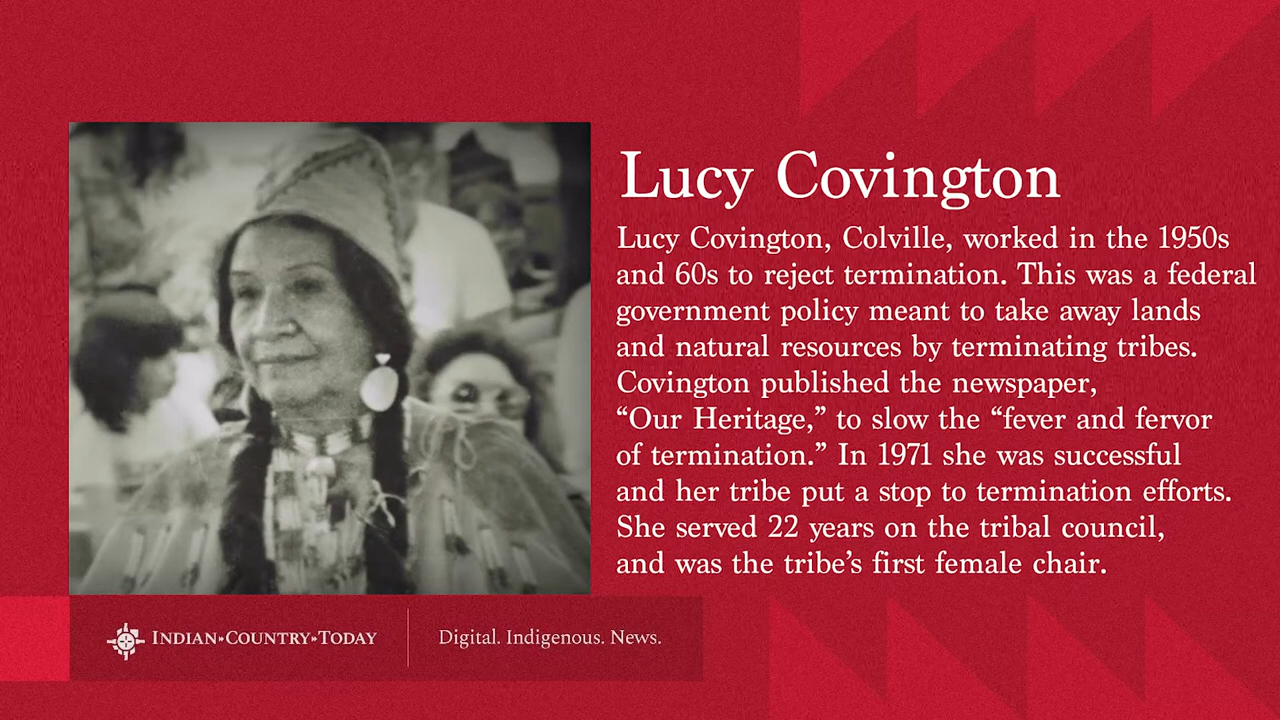 Lucy Covington
Lucy Covington, Colville, worked in the 1950s
and 60s to reject termination. This was a federal
government policy meant to take away lands
and natural resources by terminating tribes.
Covington published the newspaper,
“Our Heritage,” to slow the “fever and fervor
of termination.” In 1971 she was successful
and her tribe put a stop to termination efforts.
She served 22 years on the tribal council,
and was the tribe’s first female chair.
INDIAN»COUNTRY»TODAY
Digital. Indigenous. News.